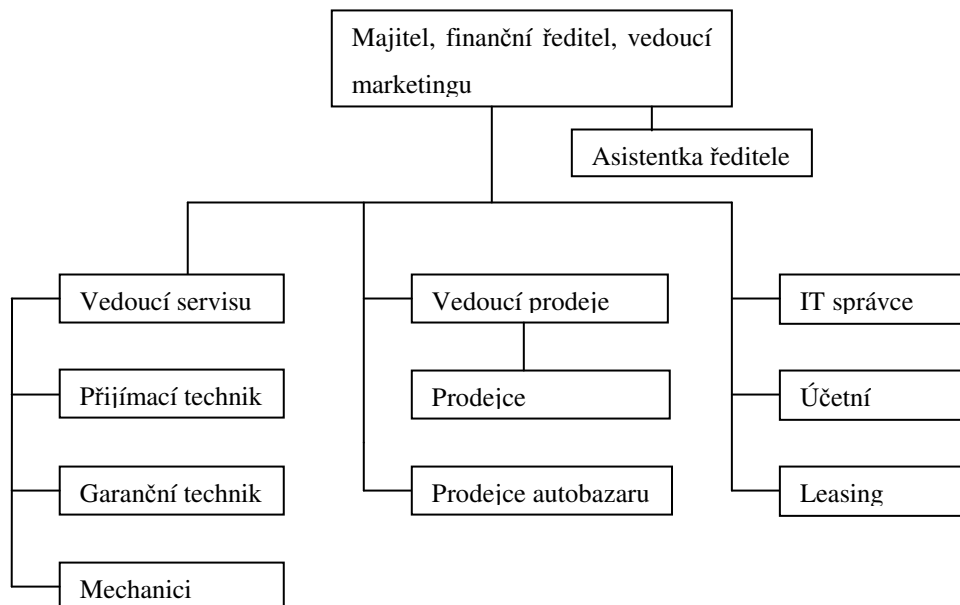 Majitel, finanční ředitel, vedoucí
marketingu
Asistentka ředitele
Vedoucí servisu
Vedoucí prodeje
IT správce
Přijímací technik
Prodejce
Účetní
Garanční technik
Prodejce autobazaru
Leasing
Mechanici